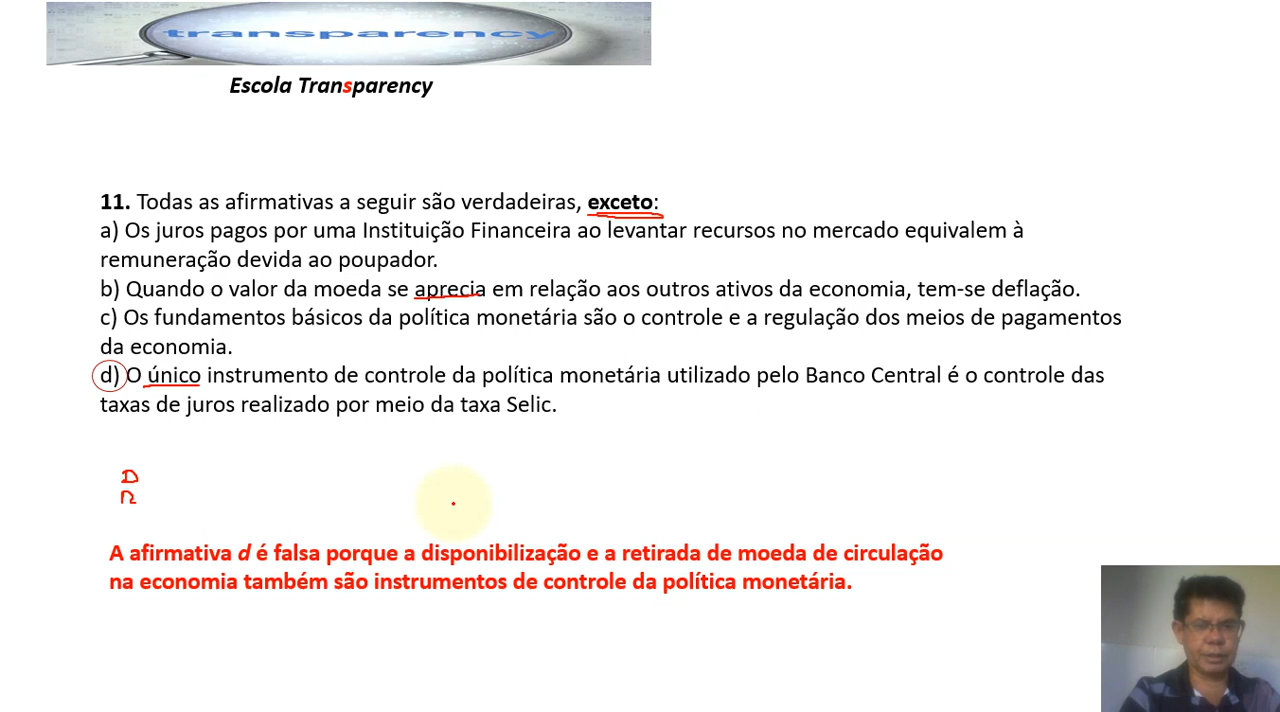 transparency
Escola Transparency
11. Todas as afirmativas a seguir são verdadeiras, exceto:
a) Os juros pagos por uma Instituição Financeira ao levantar recursos no mercado equivalem à
remuneração devida ao poupador.
b) Quando o valor da moeda se aprecia em relação aos outros ativos da economia, tem-se deflação.
c) Os fundamentos básicos da política monetária são o controle e a regulação dos meios de pagamentos
da economia.
d) O único instrumento de controle da política monetária utilizado pelo Banco Central é o controle das
taxas de juros realizado por meio da taxa Selic.
D
R
A afirmativa d é falsa porque a disponibilização e a retirada de moeda de circulação
na economia também são instrumentos de controle da política monetária.